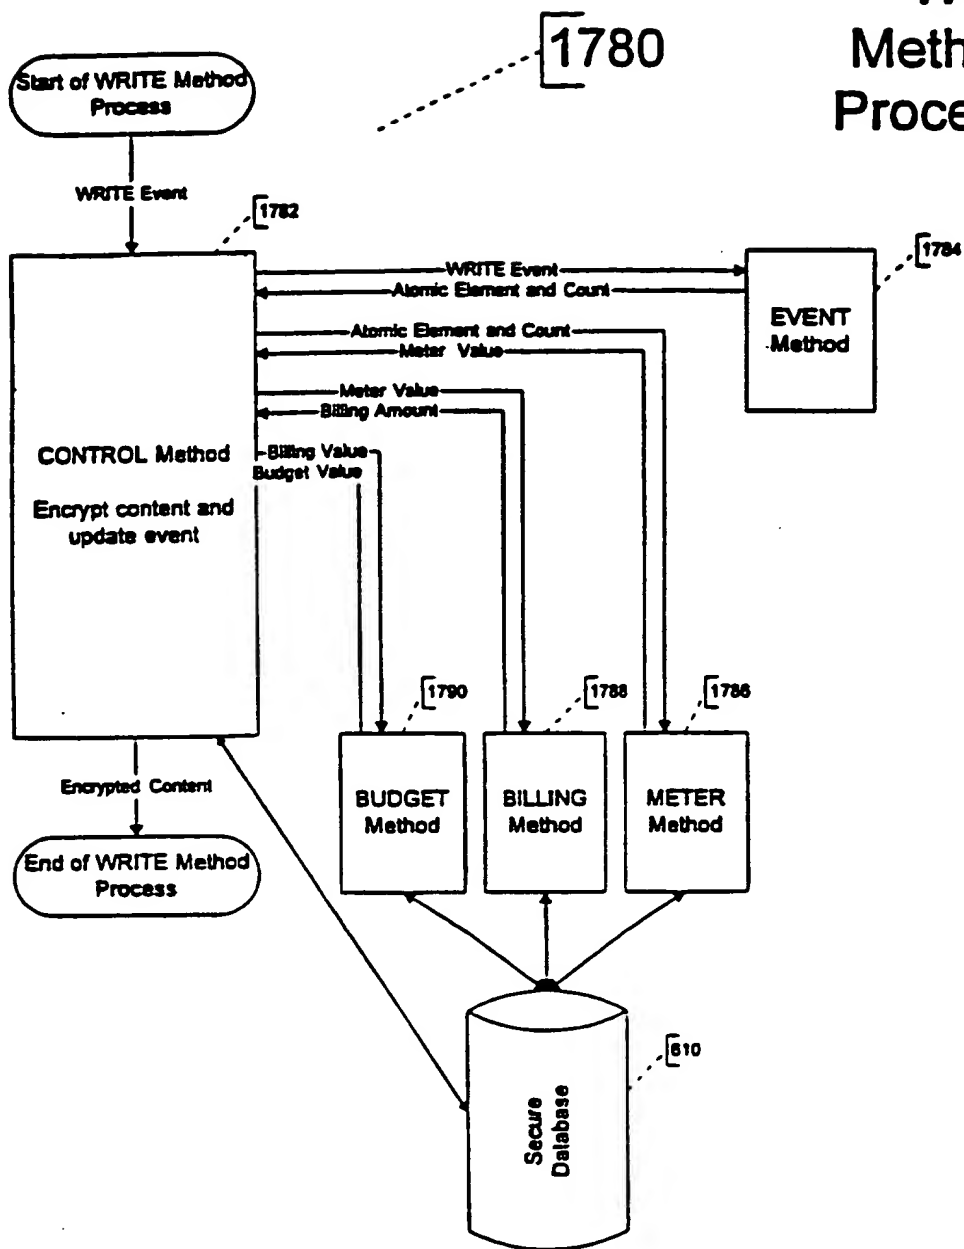 1780
Meth
Proce
Start of WRITE Method
Process
WRITE Event
1782
1784
WRITE Event
Atomic Element and Count
EVENT
Method
Atomic Element and Count
Meter Value
Meter Value
Billing Amount
CONTROL Method
Billing Value
Budget Value
Encrypt content and
update event
1790
1788
1786
Encrypted Content
BUDGET
Method
BILLING
Method
METER
Method
End of WRITE Method
Process
610
Secure
Database